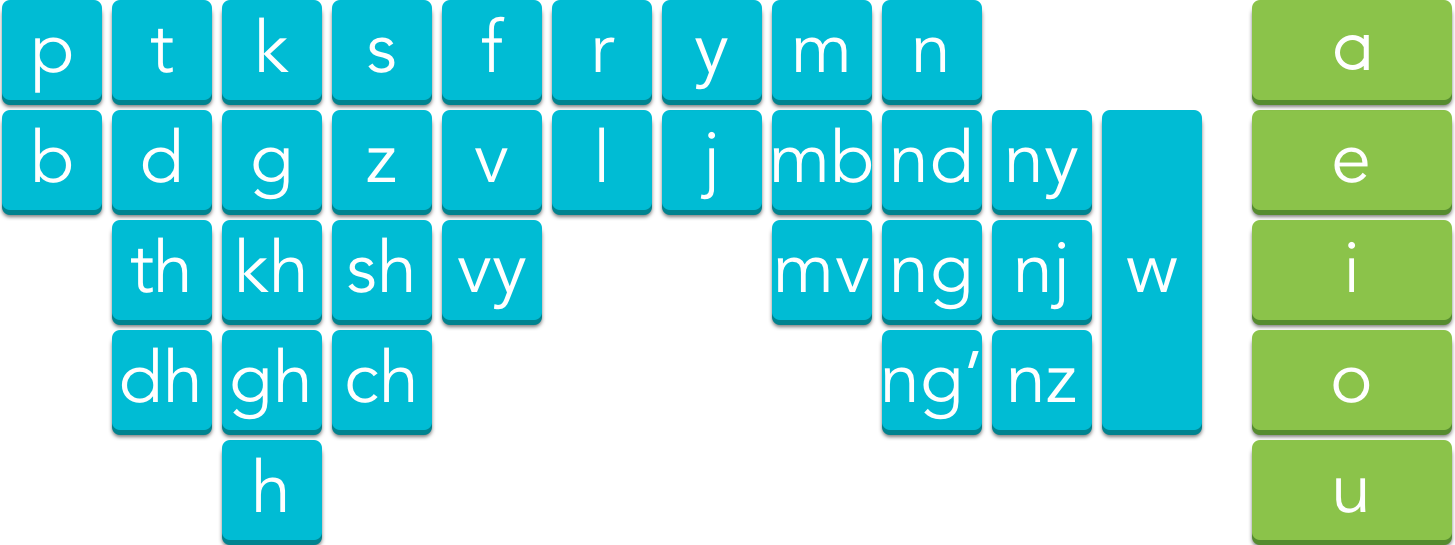 p t k s f r y m n a
b d g z v l j mb nd ny e
th kh sh vy mv ng nj w i
dh gh ch ng’ nz o
h u